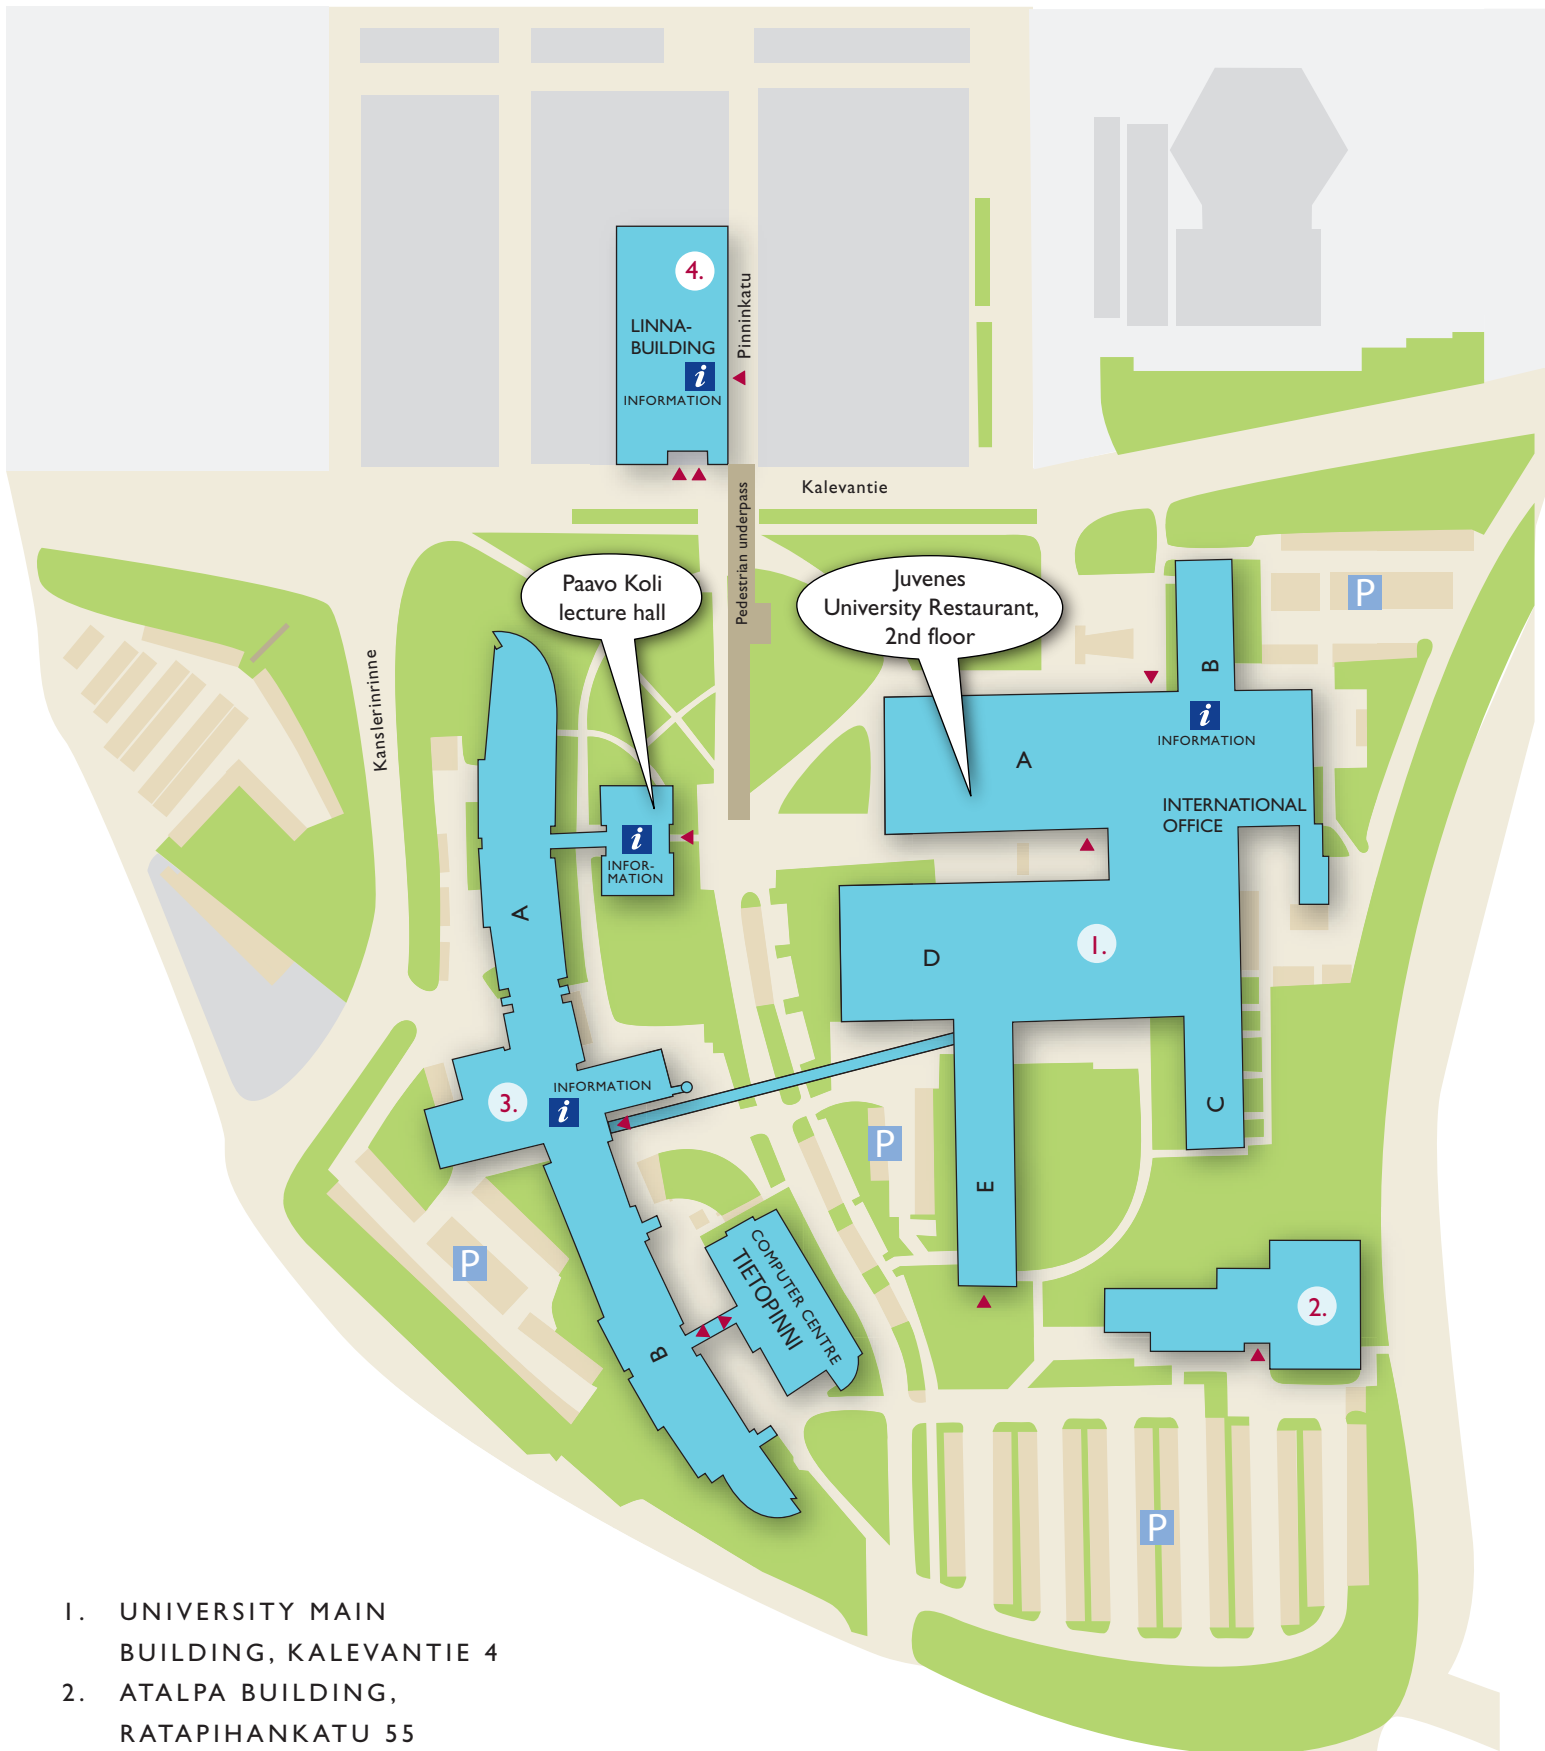 4.
LINNA-
BUILDING
i
INFORMATION
Pinninkatu
Kalevantie
Pedestrian underpass
Paavo Koli
lecture hall
Juvenes
University Restaurant,
2nd floor
P
Kanslerinrinne
B
i
INFORMATION
A
INTERNATIONAL
OFFICE
i
INFOR-
MATION
A
D
1.
3.
INFORMATION
i
C
P
E
P
COMPUTER CENTRE
TIETOPINNI
B
2.
P
1. UNIVERSITY MAIN
BUILDING, KALEVANTIE 4
2. ATALPA BUILDING,
RATAPIHANKATU 55